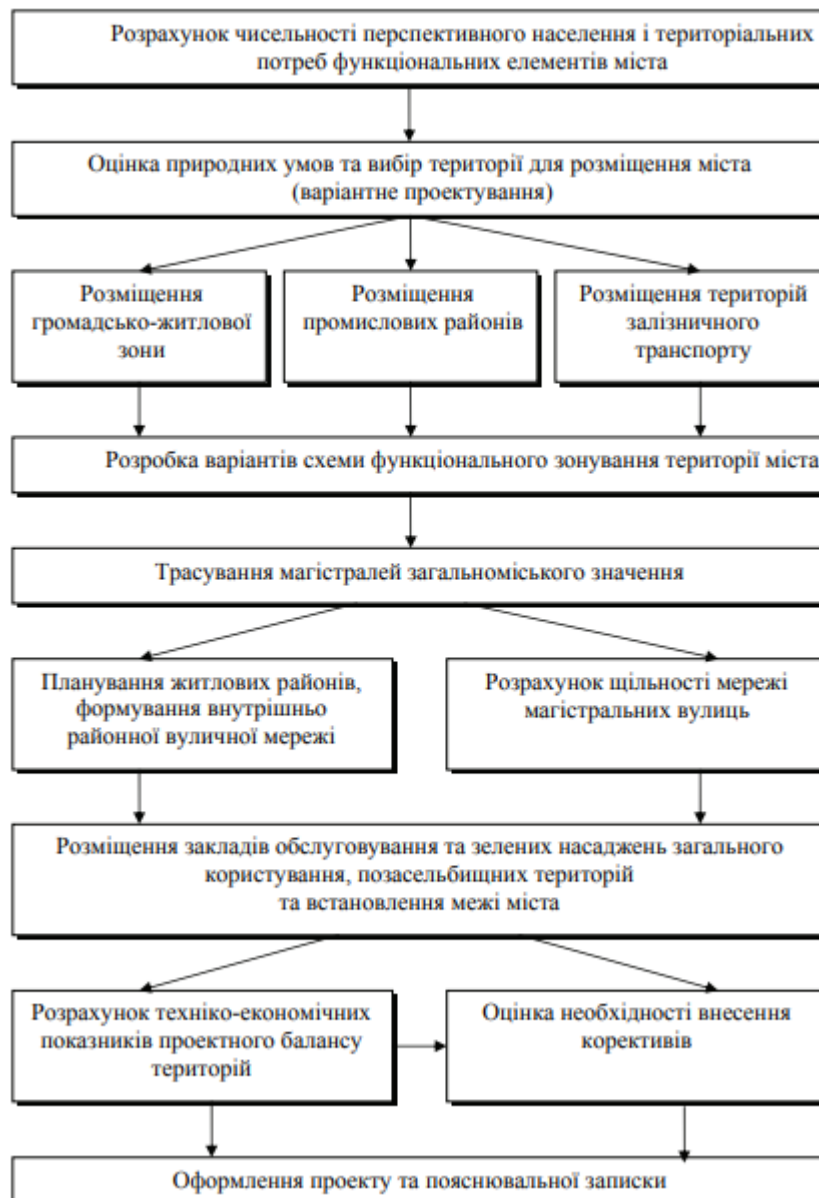 Розрахунок чисельності перспективного населення і територіальних
потреб функціональних елементів міста
Оцінка природних умов та вибір території для розміщення міста
(варіантне проектування)
Розміщення
громадсько-житлової
зони
Розміщення
промислових районів
Розміщення територій
залізничного
транспорту
Розробка варіантів схеми функціонального зонування території міста
Трасування магістралей загальноміського значення
Планування житлових районів,
формування внутрішньо
районної вуличної мережі
Розрахунок щільності мережі
магістральних вулиць
Розміщення закладів обслуговування та зелених насаджень загального
користування, позасельбищних територій
та встановлення межі міста
Розрахунок техніко-економічних
показників проектного балансу
територій
Оцінка необхідності внесення
корективів
Оформлення проекту та пояснювальної записки